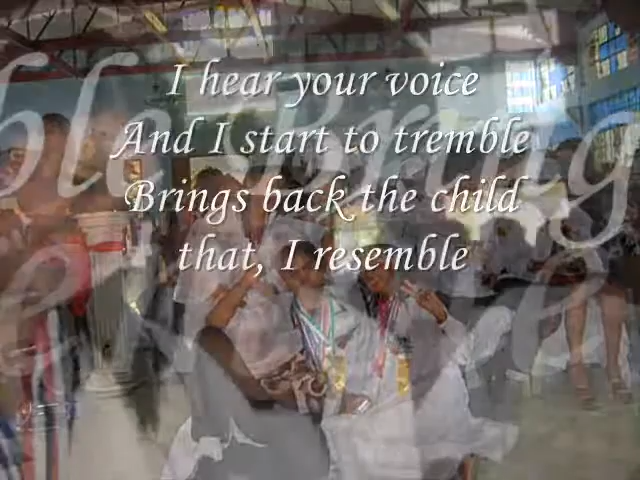 I hear your voice
And I start to tremble
Brings back the child
that, I resemble